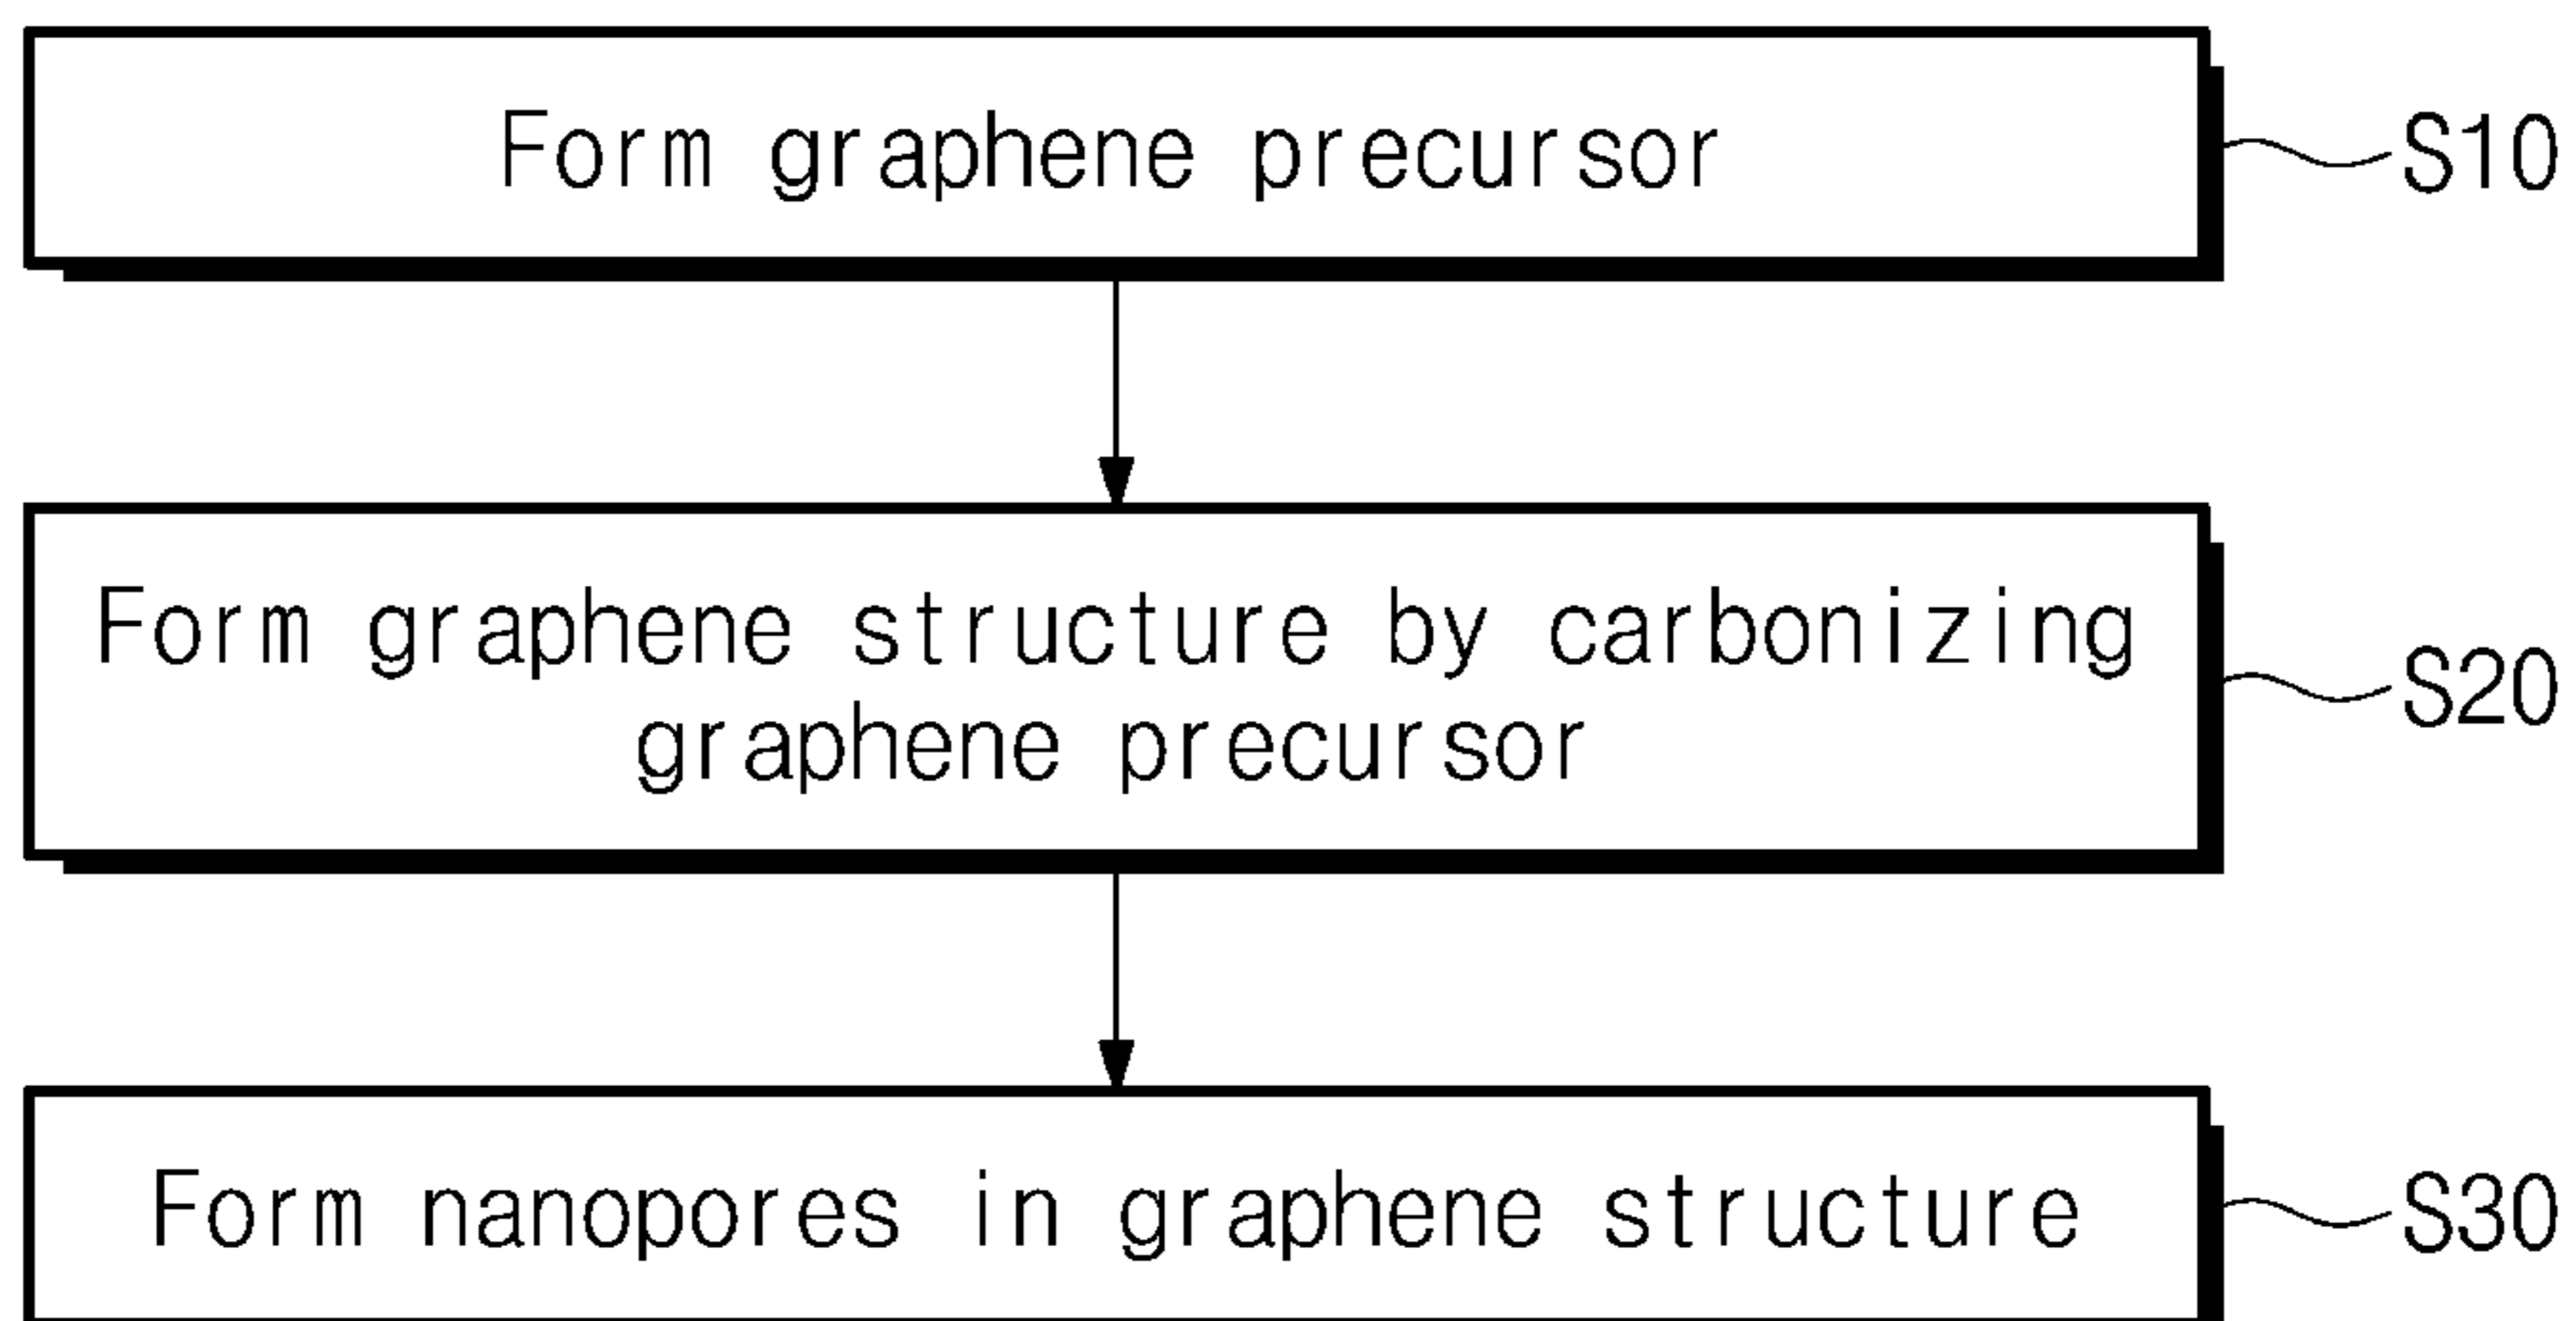 Form graphene precursor
S10
Form graphene structure by carbonizing
graphene precursor
S20
Form nanopores in graphene structure
S30